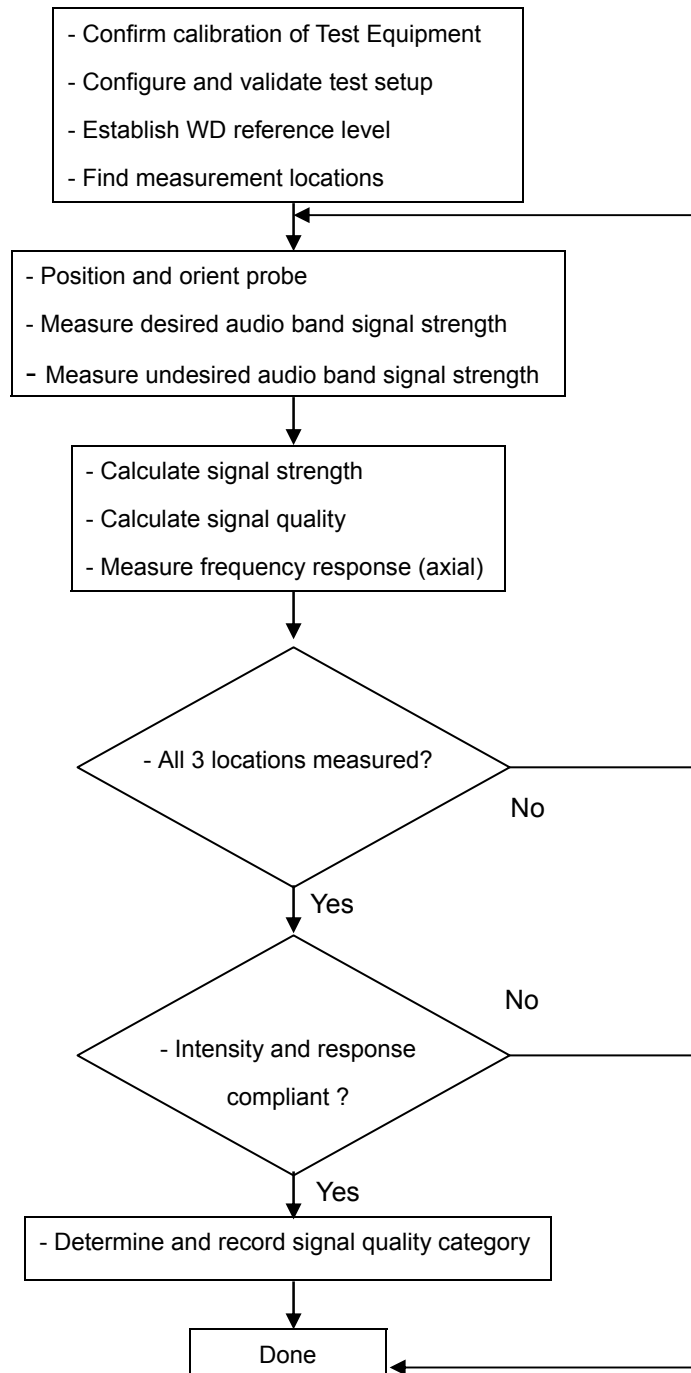 - Confirm calibration of Test Equipment
- Configure and validate test setup
- Establish WD reference level
- Find measurement locations
- Position and orient probe
- Measure desired audio band signal strength
- Measure undesired audio band signal strength
- Calculate signal strength
- Calculate signal quality
- Measure frequency response (axial)
- All 3 locations measured?
No
Yes
No
- Intensity and response
compliant ?
Yes
- Determine and record signal quality category
Done